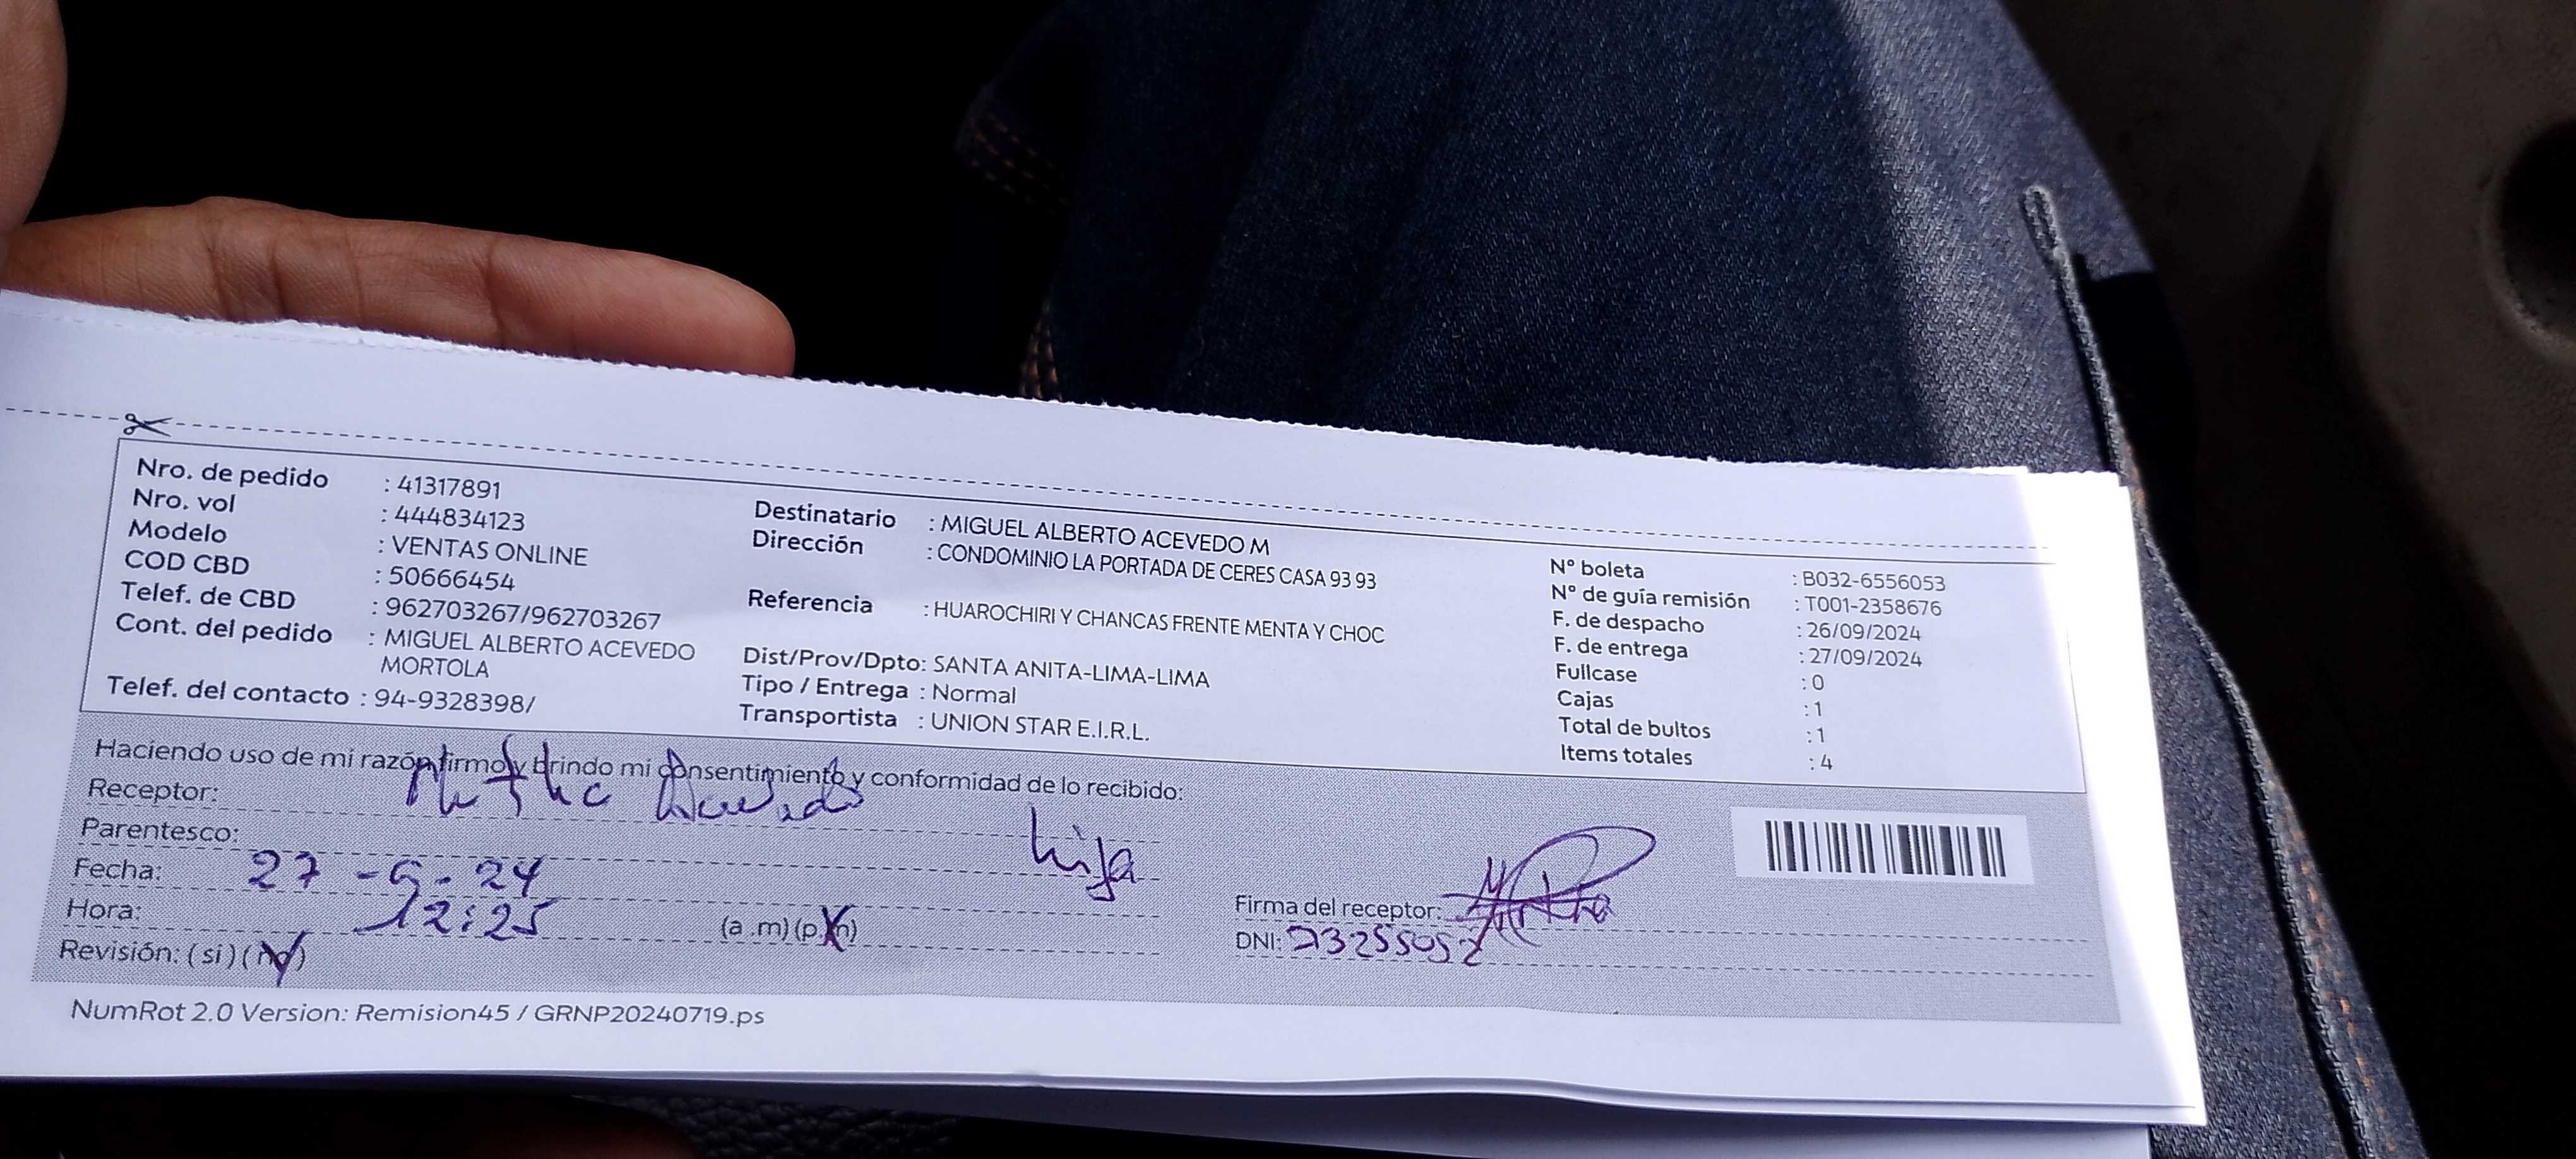 Nro. de pedido : 41317891
Nro. vol : 444834123
Modelo : VENTAS ONLINE
COD CBD : 50666454
Telef. de CBD : 962703267/962703267
Cont. del pedido : MIGUEL ALBERTO ACEVEDO
MORTOLA
Telef. del contacto : 94-9328398/
Destinatario : MIGUEL ALBERTO ACEVEDO M
Dirección : CONDOMINIO LA PORTADA DE CERES CASA 93 93
Referencia : HUAROCHIRI Y CHANCAS FRENTE MENTA Y CHOC
Dist/Prov/Dpto: SANTA ANITA-LIMA-LIMA
Tipo / Entrega : Normal
Transportista : UNION STAR E.I.R.L.
N° boleta : B032-6556053
N° de guía remisión : T001-2358676
F. de despacho : 26/09/2024
F. de entrega : 27/09/2024
Fullcase : 0
Cajas : 1
Total de bultos : 1
Items totales : 4
Haciendo uso de mi razón firmo y brindo mi consentimiento y conformidad de lo recibido:
Receptor: Acevedo
Parentesco: hija
Fecha: 27 - 9 - 24
Hora: 12:25 (a .m) (p.m)
Revisión: ( si ) ( no )
Firma del receptor:
DNI:
NumRot 2.0 Version: Remision45 / GRNP20240719.ps